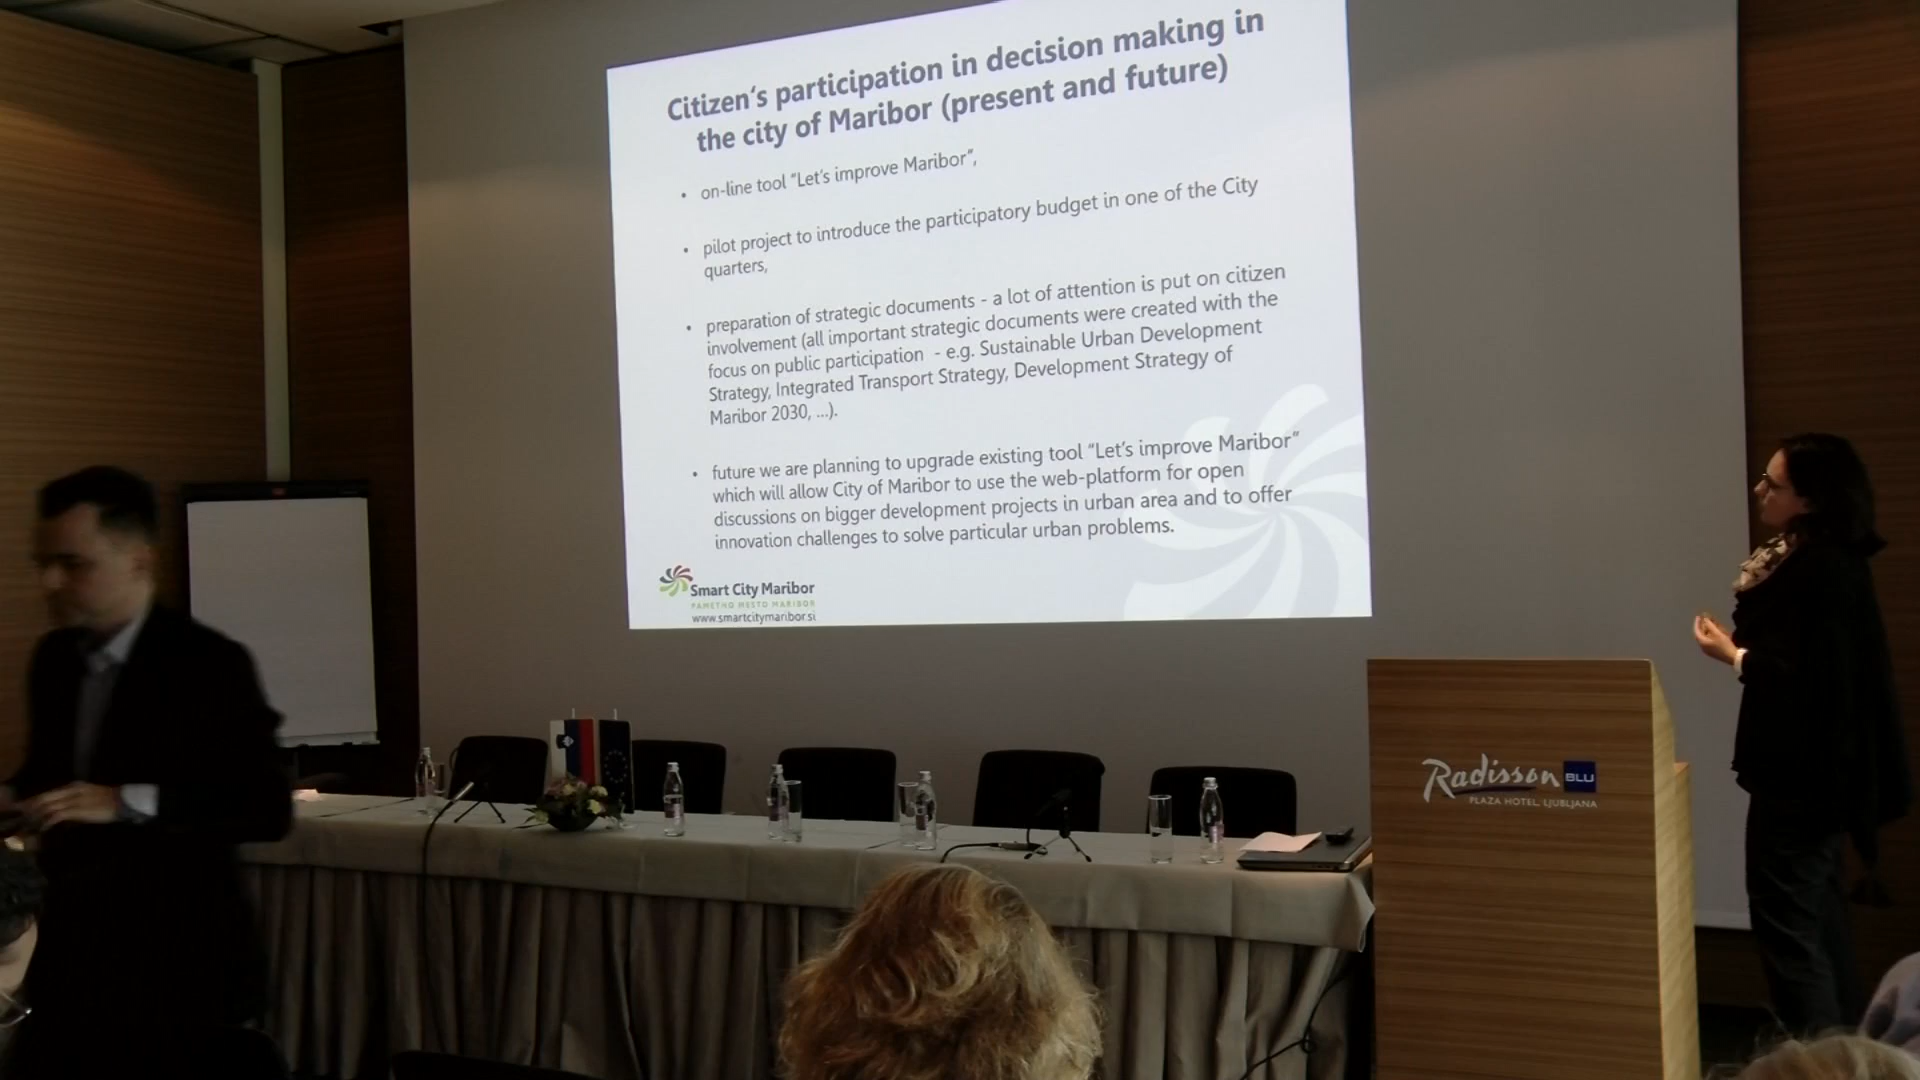 Citizen‘s participation in decision making in
the city of Maribor (present and future)
• on-line tool “Let’s improve Maribor”,
• pilot project to introduce the participatory budget in one of the City
quarters,
• preparation of strategic documents - a lot of attention is put on citizen
involvement (all important strategic documents were created with the
focus on public participation - e.g. Sustainable Urban Development
Strategy, Integrated Transport Strategy, Development Strategy of
Maribor 2030, ...).
• future we are planning to upgrade existing tool “Let’s improve Maribor”
which will allow City of Maribor to use the web-platform for open
discussions on bigger development projects in urban area and to offer
innovation challenges to solve particular urban problems.
Smart City Maribor
PAMETNO MESTO MARIBOR
www.smartcitymaribor.si
Radisson BLU
PLAZA HOTEL, LJUBLJANA